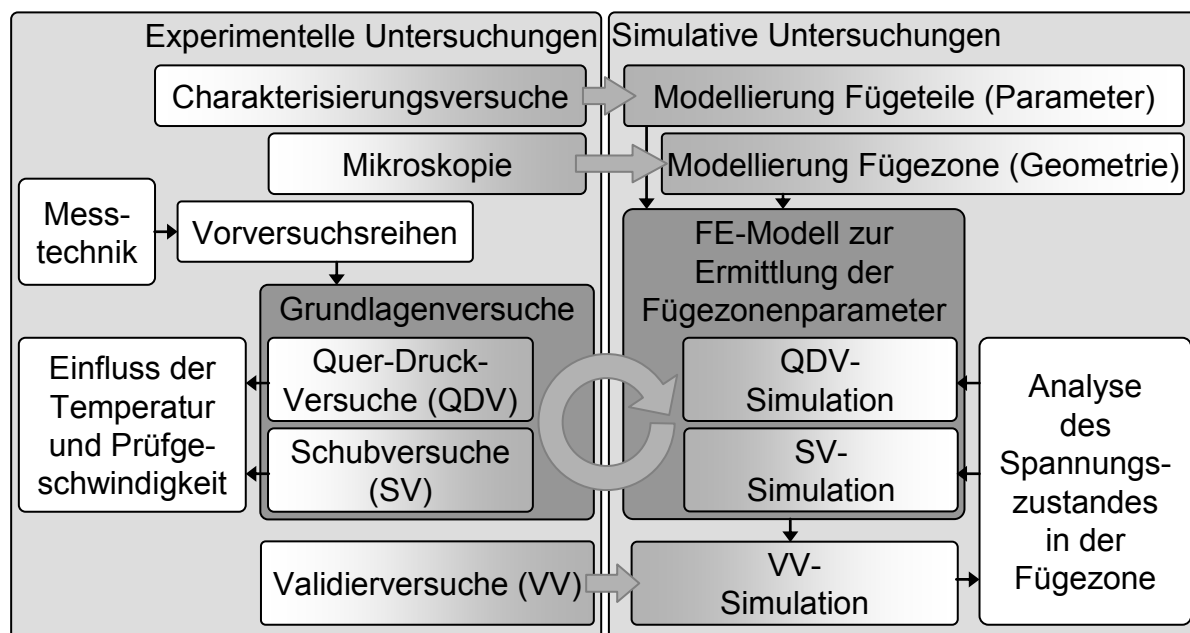 Experimentelle Untersuchungen
Charakterisierungsversuche
Mikroskopie
Mess-
technik
Vorversuchsreihen
Grundlagenversuche
Quer-Druck-
Versuche (QDV)
Schubversuche
(SV)
Einfluss der
Temperatur
und Prüfge-
schwindigkeit
Validierversuche (VV)
Simulative Untersuchungen
Modellierung Fügeteile (Parameter)
Modellierung Fügezone (Geometrie)
FE-Modell zur
Ermittlung der
Fügezonenparameter
QDV-
Simulation
SV-
Simulation
VV-
Simulation
Analyse
des
Spannungs-
zustandes
in der
Fügezone